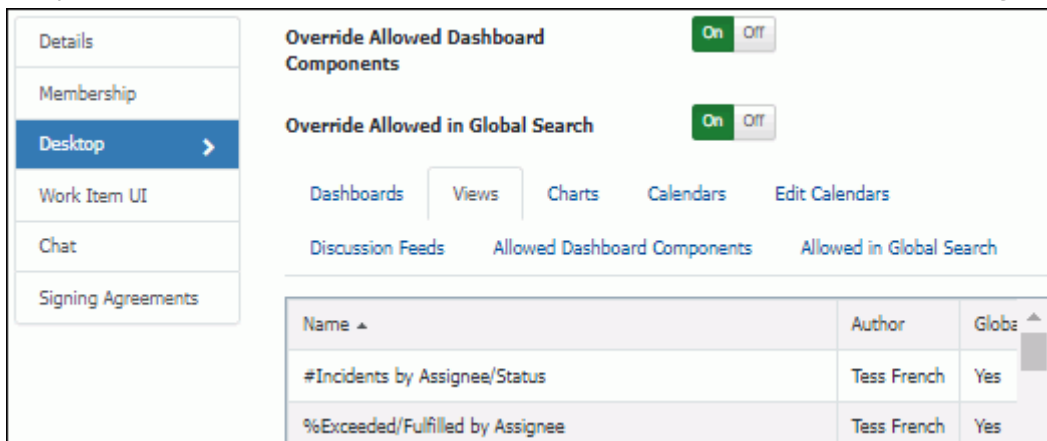 Details
Membership
Desktop
Work Item UI
Chat
Signing Agreements
Override Allowed Dashboard
Components
On Off
Override Allowed in Global Search
On Off
Dashboards Views Charts Calendars Edit Calendars
Discussion Feeds Allowed Dashboard Components Allowed in Global Search
Name Author Globa
#Incidents by Assignee/Status Tess French Yes
%Exceeded/Fulfilled by Assignee Tess French Yes